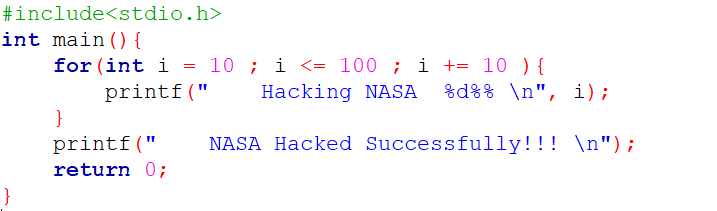 #include<stdio.h>
int main(){
    for(int i = 10 ; i <= 100 ; i += 10 ){
        printf("    Hacking NASA  %d%% \n", i);
    }
    printf("    NASA Hacked Successfully!!! \n");
    return 0;
}